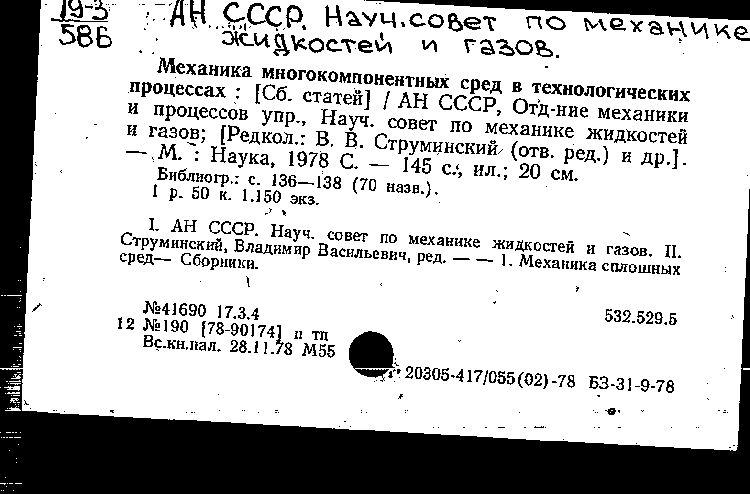 19-3
586
АН СССР. Науч. совет по механике
жидкостей и газов.
Механика многокомпонентных сред в технологических
процессах : [Сб. статей] / АН СССР, Отд-ние механики
и процессов упр., Науч. совет по механике жидкостей
и газов; [Редкол.: В. В. Струминский (отв. ред.) и др.].
— М. : Наука, 1978 С. — 145 с., ил.; 20 см.
Библиогр.: с. 136—138 (70 назв.).
1 р. 50 к. 1.150 экз.
I. АН СССР. Науч. совет по механике жидкостей и газов. II.
Струминский, Владимир Васильевич, ред. — — 1. Механика сплошных
сред— Сборники.
№41690 17.3.4 532.529.5
12 №190 [78-90174] п тп
Вс.кн.пал. 28.11.78 М55
20305-417/055(02)-78 БЗ-31-9-78